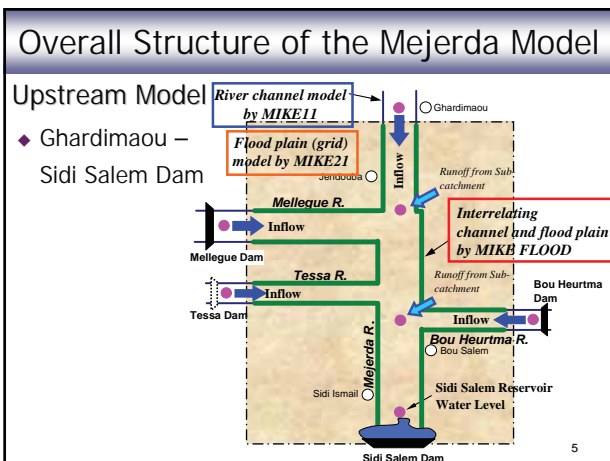 Overall Structure of the Mejerda Model
Upstream Model
◆ Ghardimaou –
Sidi Salem Dam
River channel model
by MIKE11
Flood plain (grid)
model by MIKE21
Ghardimaou
Jendouba
Inflow
Runoff from Sub-
catchment
Mellegue R.
Inflow
Mellegue Dam
Interrelating
channel and flood plain
by MIKE FLOOD
Tessa R.
Inflow
Tessa Dam
Runoff from Sub-
catchment
Bou Heurtma
Dam
Inflow
Bou Heurtma R.
Bou Salem
Mejerda R.
Sidi Ismail
Sidi Salem Reservoir
Water Level
Sidi Salem Dam
5